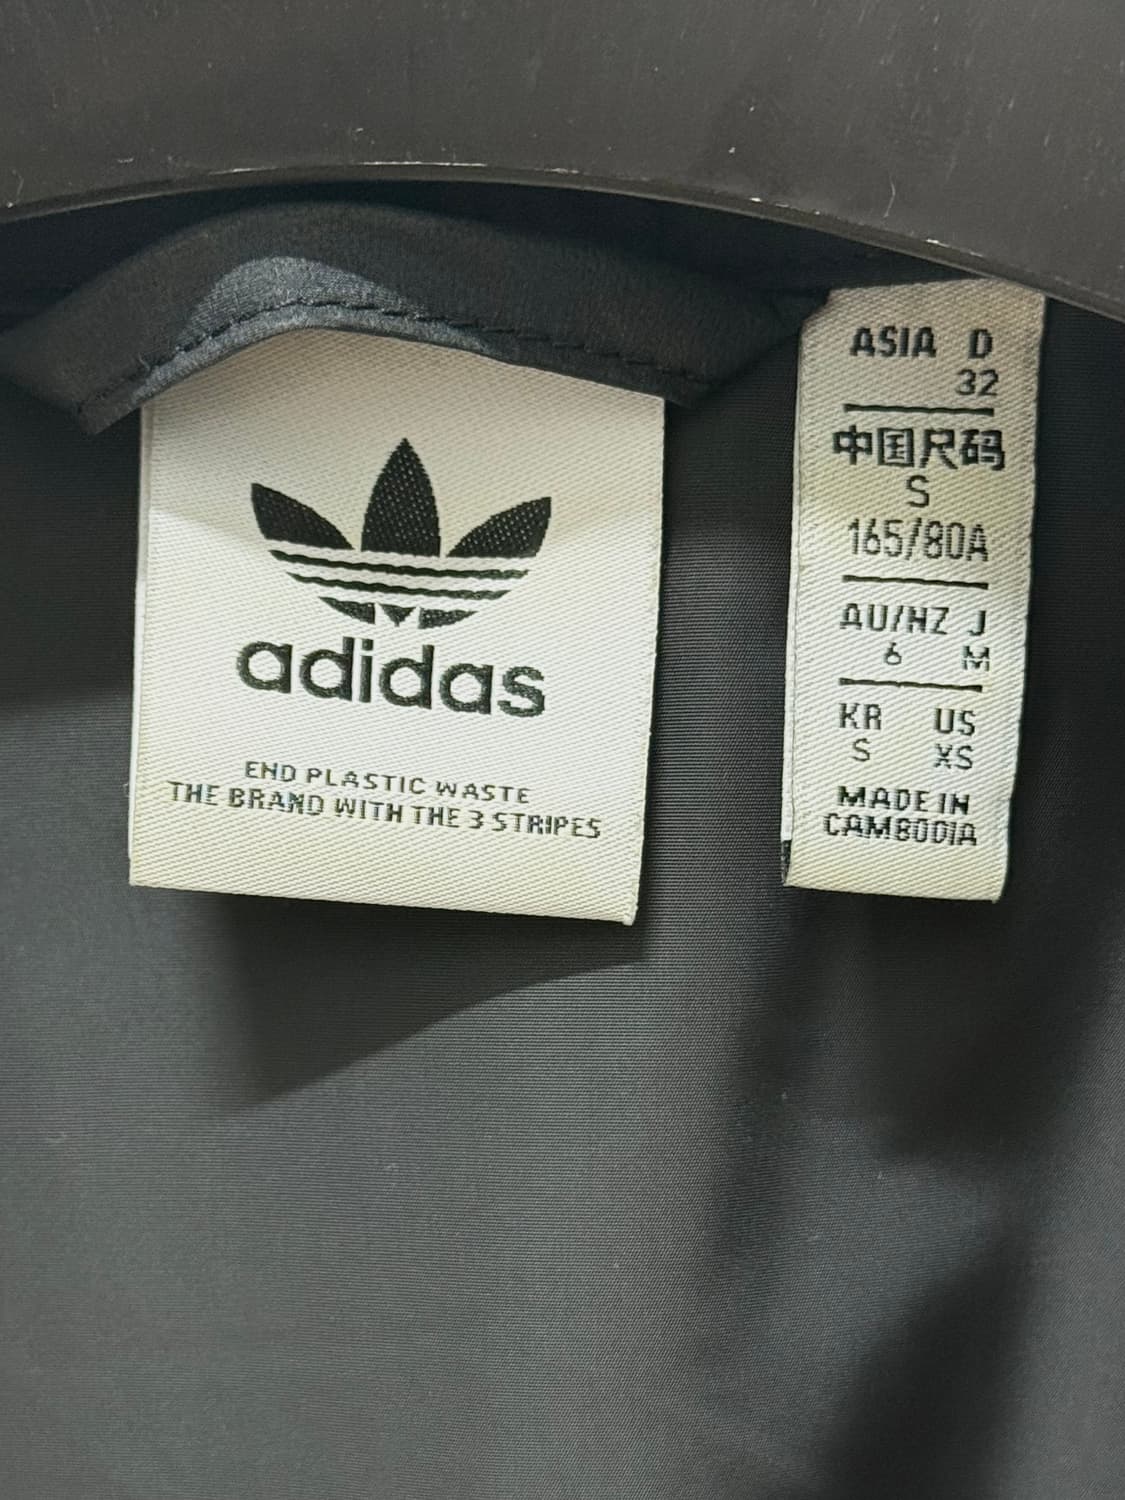 adidas
END PLASTIC WASTE
THE BRAND WITH THE 3 STRIPES
ASIA D
32
中国尺码
S
165/80A
AU/NZ J
6 M
KR US
S XS
MADE IN
CAMBODIA